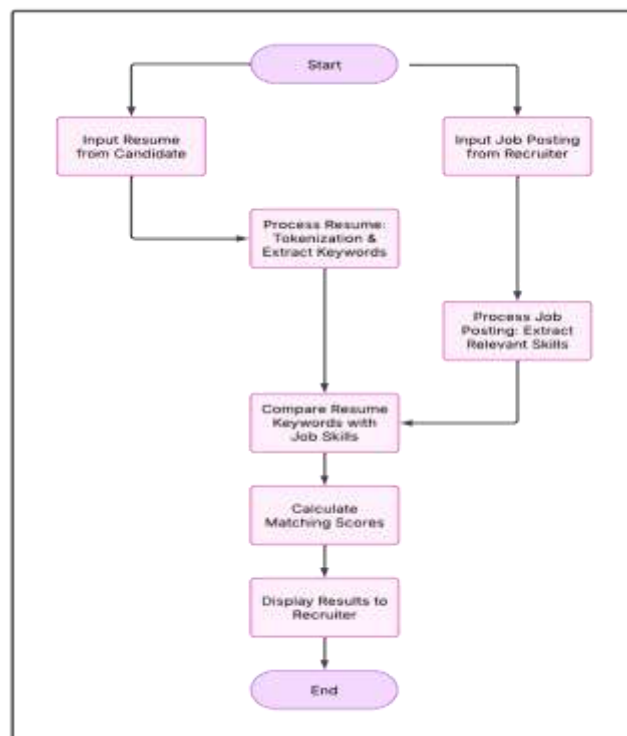 Start
Input Resume
from Candidate
Input Job Posting
from Recruiter
Process Resume:
Tokenization &
Extract Keywords
Process Job
Posting: Extract
Relevant Skills
Compare Resume
Keywords with
Job Skills
Calculate
Matching Scores
Display Results to
Recruiter
End